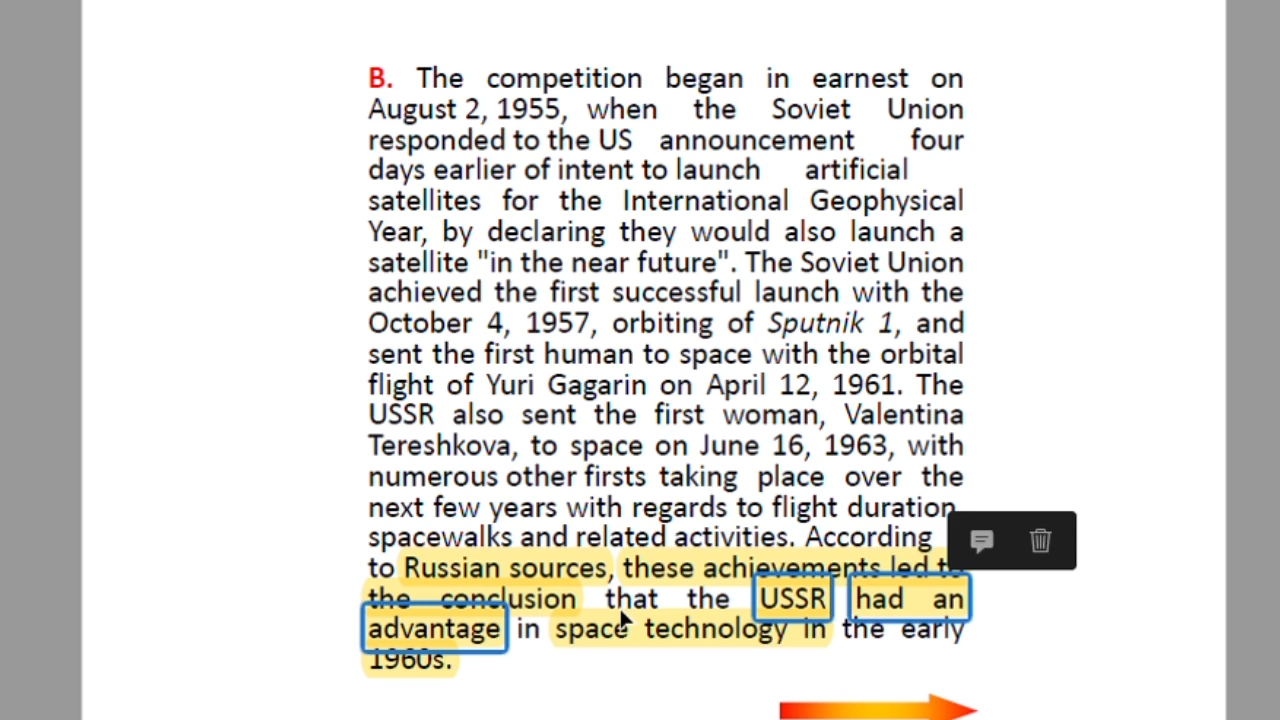 B. The competition began in earnest on
August 2, 1955, when the Soviet Union
responded to the US announcement four
days earlier of intent to launch artificial
satellites for the International Geophysical
Year, by declaring they would also launch a
satellite "in the near future". The Soviet Union
achieved the first successful launch with the
October 4, 1957, orbiting of Sputnik 1, and
sent the first human to space with the orbital
flight of Yuri Gagarin on April 12, 1961. The
USSR also sent the first woman, Valentina
Tereshkova, to space on June 16, 1963, with
numerous other firsts taking place over the
next few years with regards to flight duration,
spacewalks and related activities. According
to Russian sources, these achievements led to
the conclusion that the USSR had an
advantage in space technology in the early
1960s.